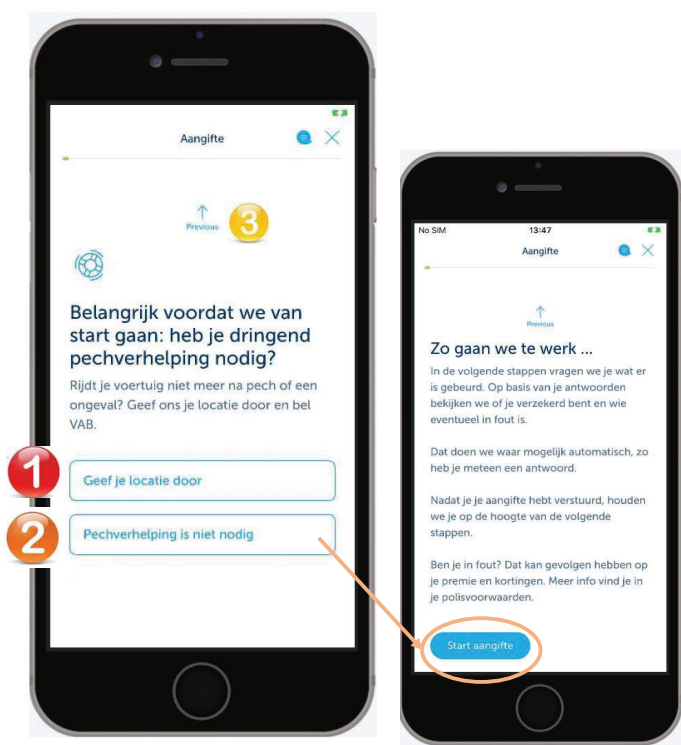 Aangifte
Previous
3
Belangrijk voordat we van
start gaan: heb je dringend
pechverhelping nodig?
Rijdt je voertuig niet meer na pech of een
ongeval? Geef ons je locatie door en bel
VAB.
1
Geef je locatie door
2
Pechverhelping is niet nodig
No SIM
13:47
Aangifte
Previous
Zo gaan we te werk ...
In de volgende stappen vragen we je wat er
is gebeurd. Op basis van je antwoorden
bekijken we of je verzekerd bent en wie
eventueel in fout is.
Dat doen we waar mogelijk automatisch, zo
heb je meteen een antwoord.
Nadat je je aangifte hebt verstuurd, houden
we je op de hoogte van de volgende
stappen.
Ben je in fout? Dat kan gevolgen hebben op
je premie en kortingen. Meer info vind je in
je polisvoorwaarden.
Start aangifte